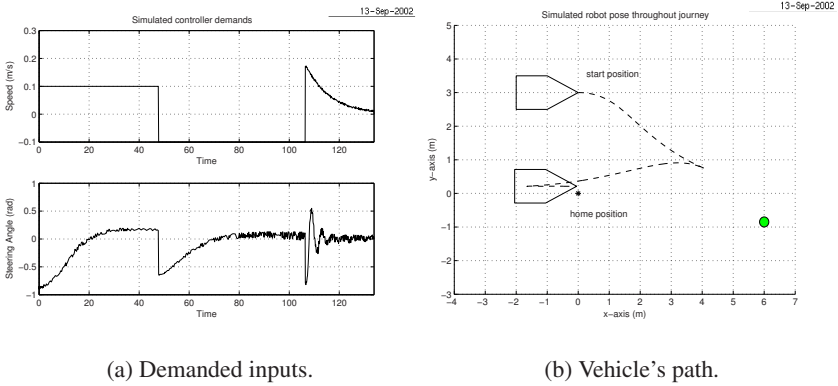 13-Sep-2002
Simulated controller demands
0.3
0.2
0.1
0
-0.1
Speed (m/s)
0 20 40 60 80 100 120
Time
1
0.5
0
-0.5
-1
Steering Angle (rad)
0 20 40 60 80 100 120
Time
(a) Demanded inputs.
13-Sep-2002
Simulated robot pose throughout journey
5
4
3
2
1
0
-1
-2
-3
y-axis (m)
start position
home position
-4 -3 -2 -1 0 1 2 3 4 5 6 7
x-axis (m)
(b) Vehicle's path.